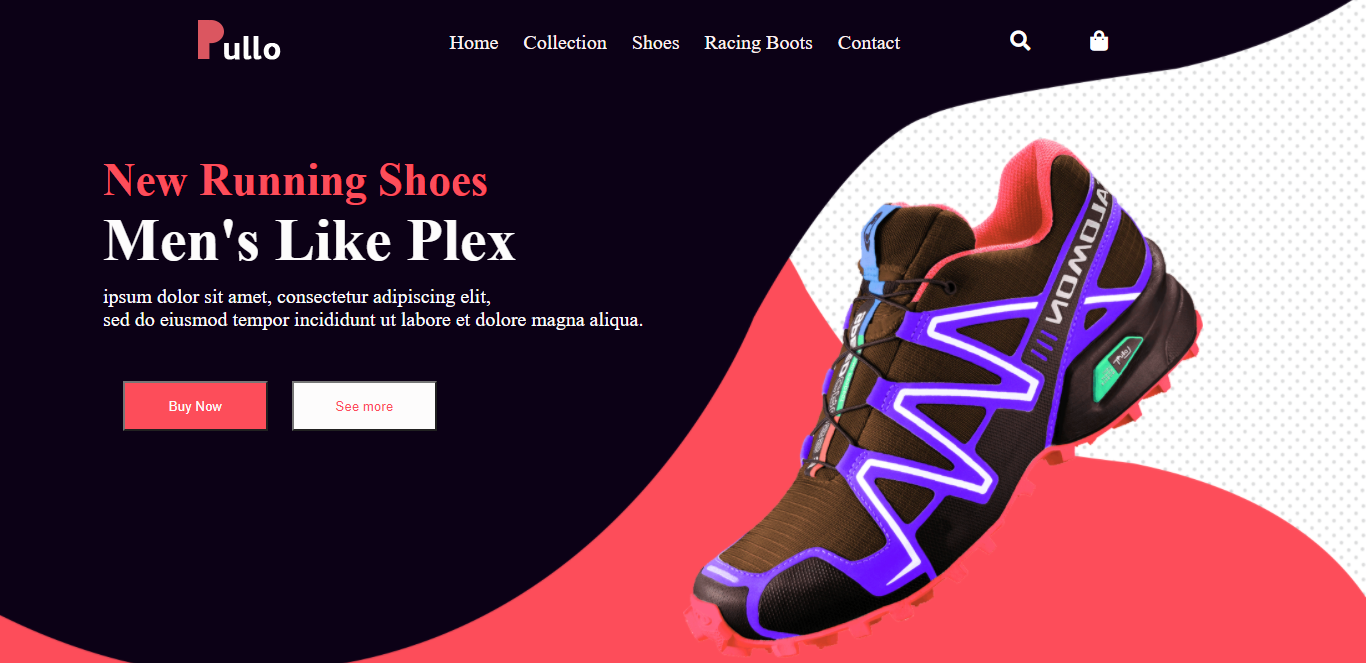 Pullo
Home Collection Shoes Racing Boots Contact
New Running Shoes
Men's Like Plex
ipsum dolor sit amet, consectetur adipiscing elit,
sed do eiusmod tempor incididunt ut labore et dolore magna aliqua.
Buy Now See more